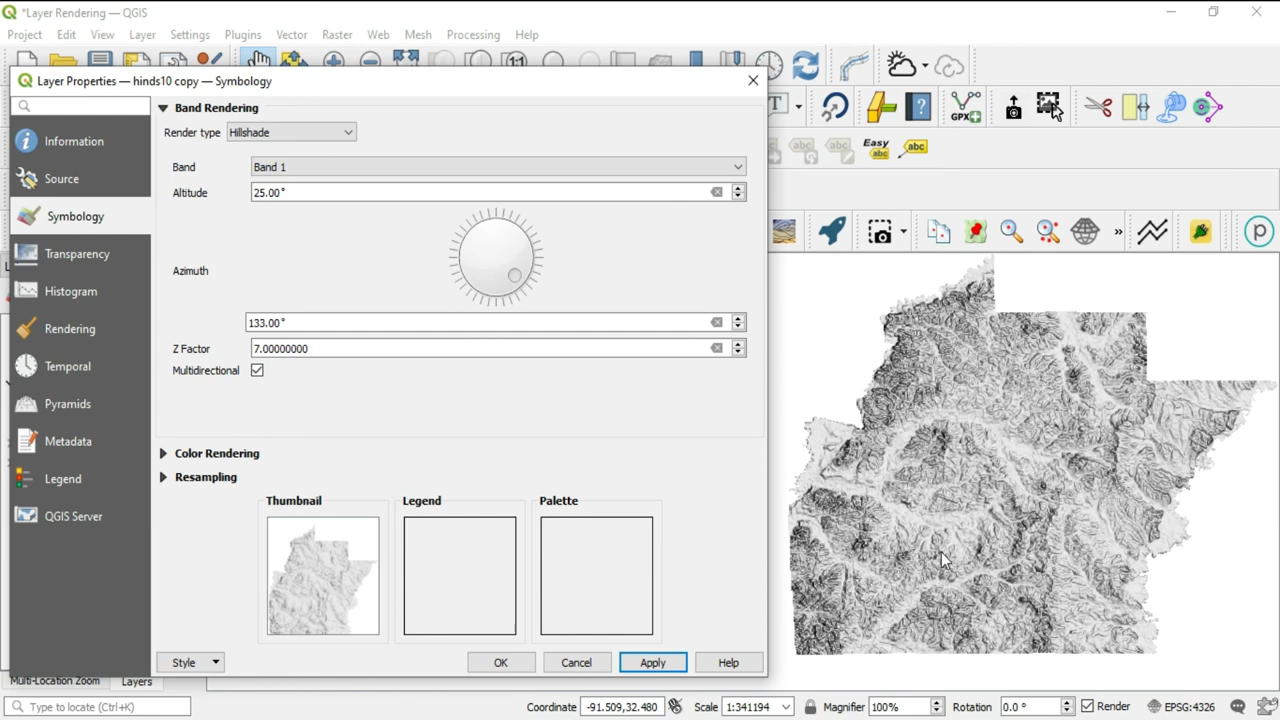 *Layer Rendering — QGIS
Project Edit View Layer Settings Plugins Vector Raster Web Mesh Processing Help
Layer Properties — hinds10 copy — Symbology
Information
Source
Symbology
Transparency
Histogram
Rendering
Temporal
Pyramids
Metadata
Legend
QGIS Server
Band Rendering
Render type Hillshade
Band Band 1
Altitude 25.00°
Azimuth
133.00°
Z Factor 7.00000000
Multidirectional
Color Rendering
Resampling
Thumbnail Legend Palette
Style OK Cancel Apply Help
T GPX
abc abc Easy abc abc
» p
Multi-Location Zoom Layers
Type to locate (Ctrl+K) Coordinate -91.509,32.480 Scale 1:341194 Magnifier 100% Rotation 0.0 ° Render EPSG:4326